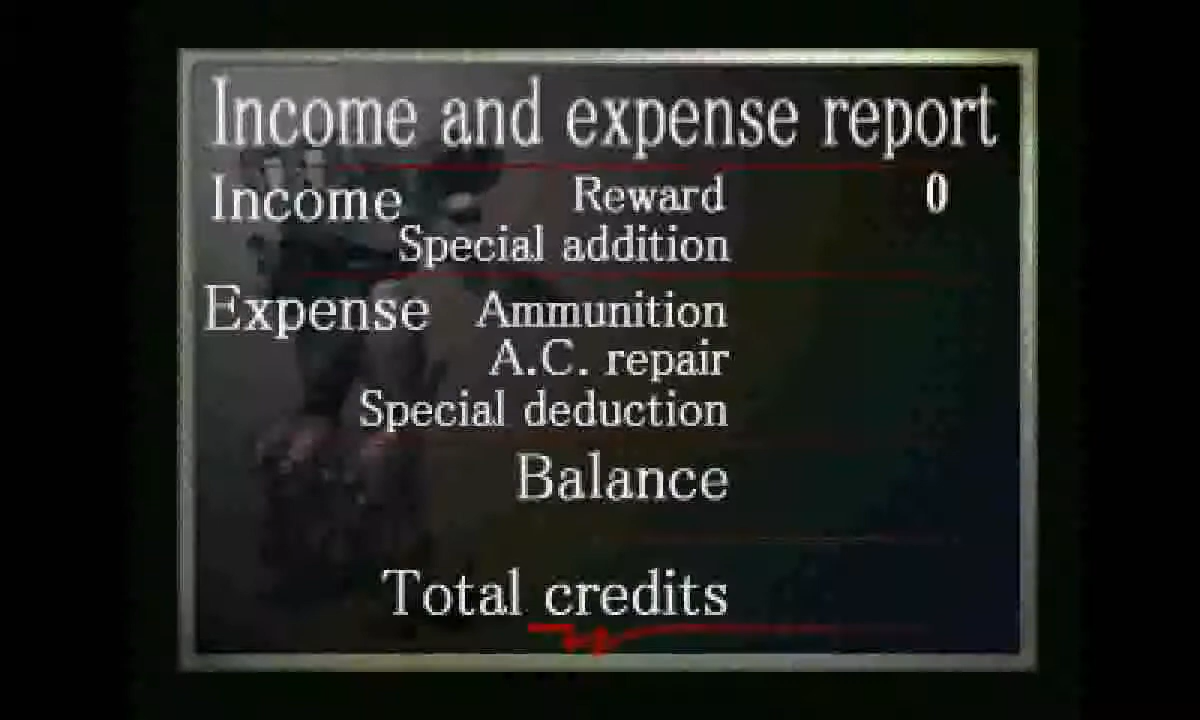 Income and expense report
Income Reward 0
Special addition
Expense Ammunition
A.C. repair
Special deduction
Balance
Total credits